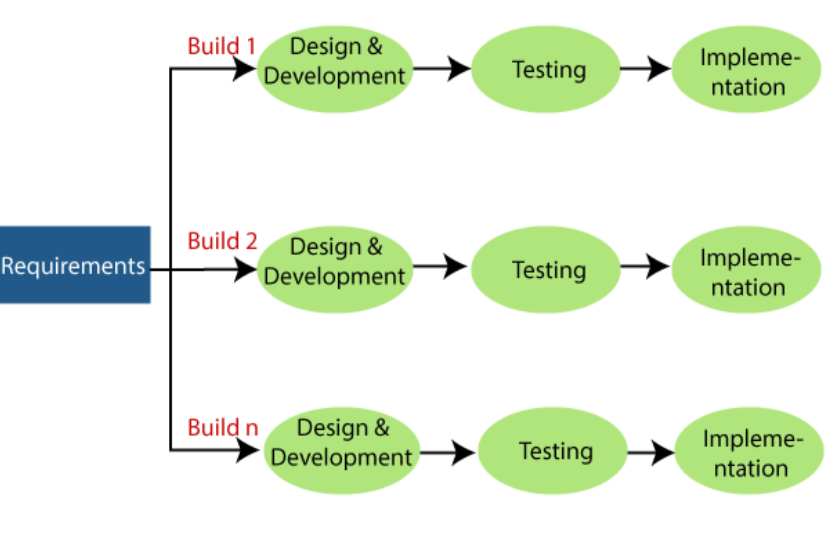 Build 1
Design &
Development
Testing
Impleme-
ntation
Requirements
Build 2
Design &
Development
Testing
Impleme-
ntation
Build n
Design &
Development
Testing
Impleme-
ntation